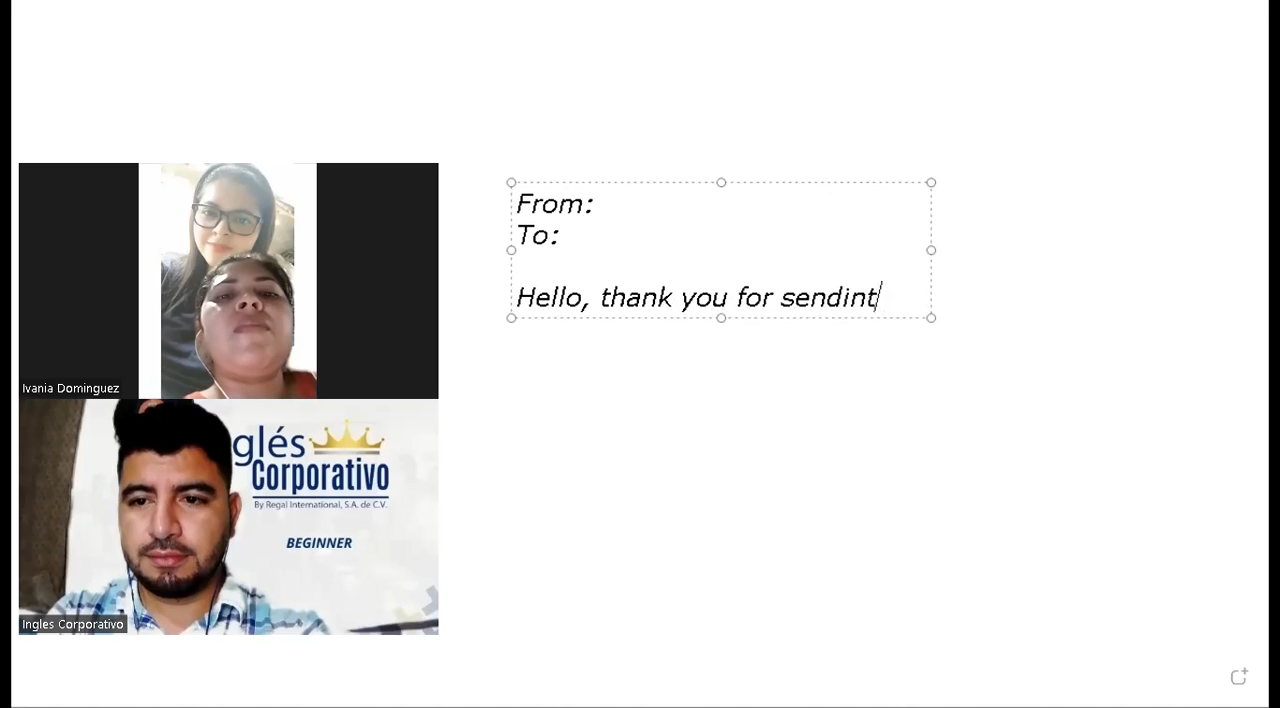 From:
To:
Hello, thank you for sendint
Ivania Dominguez
glés
Corporativo
By Regal International, S.A. de C.V.
BEGINNER
Ingles Corporativo